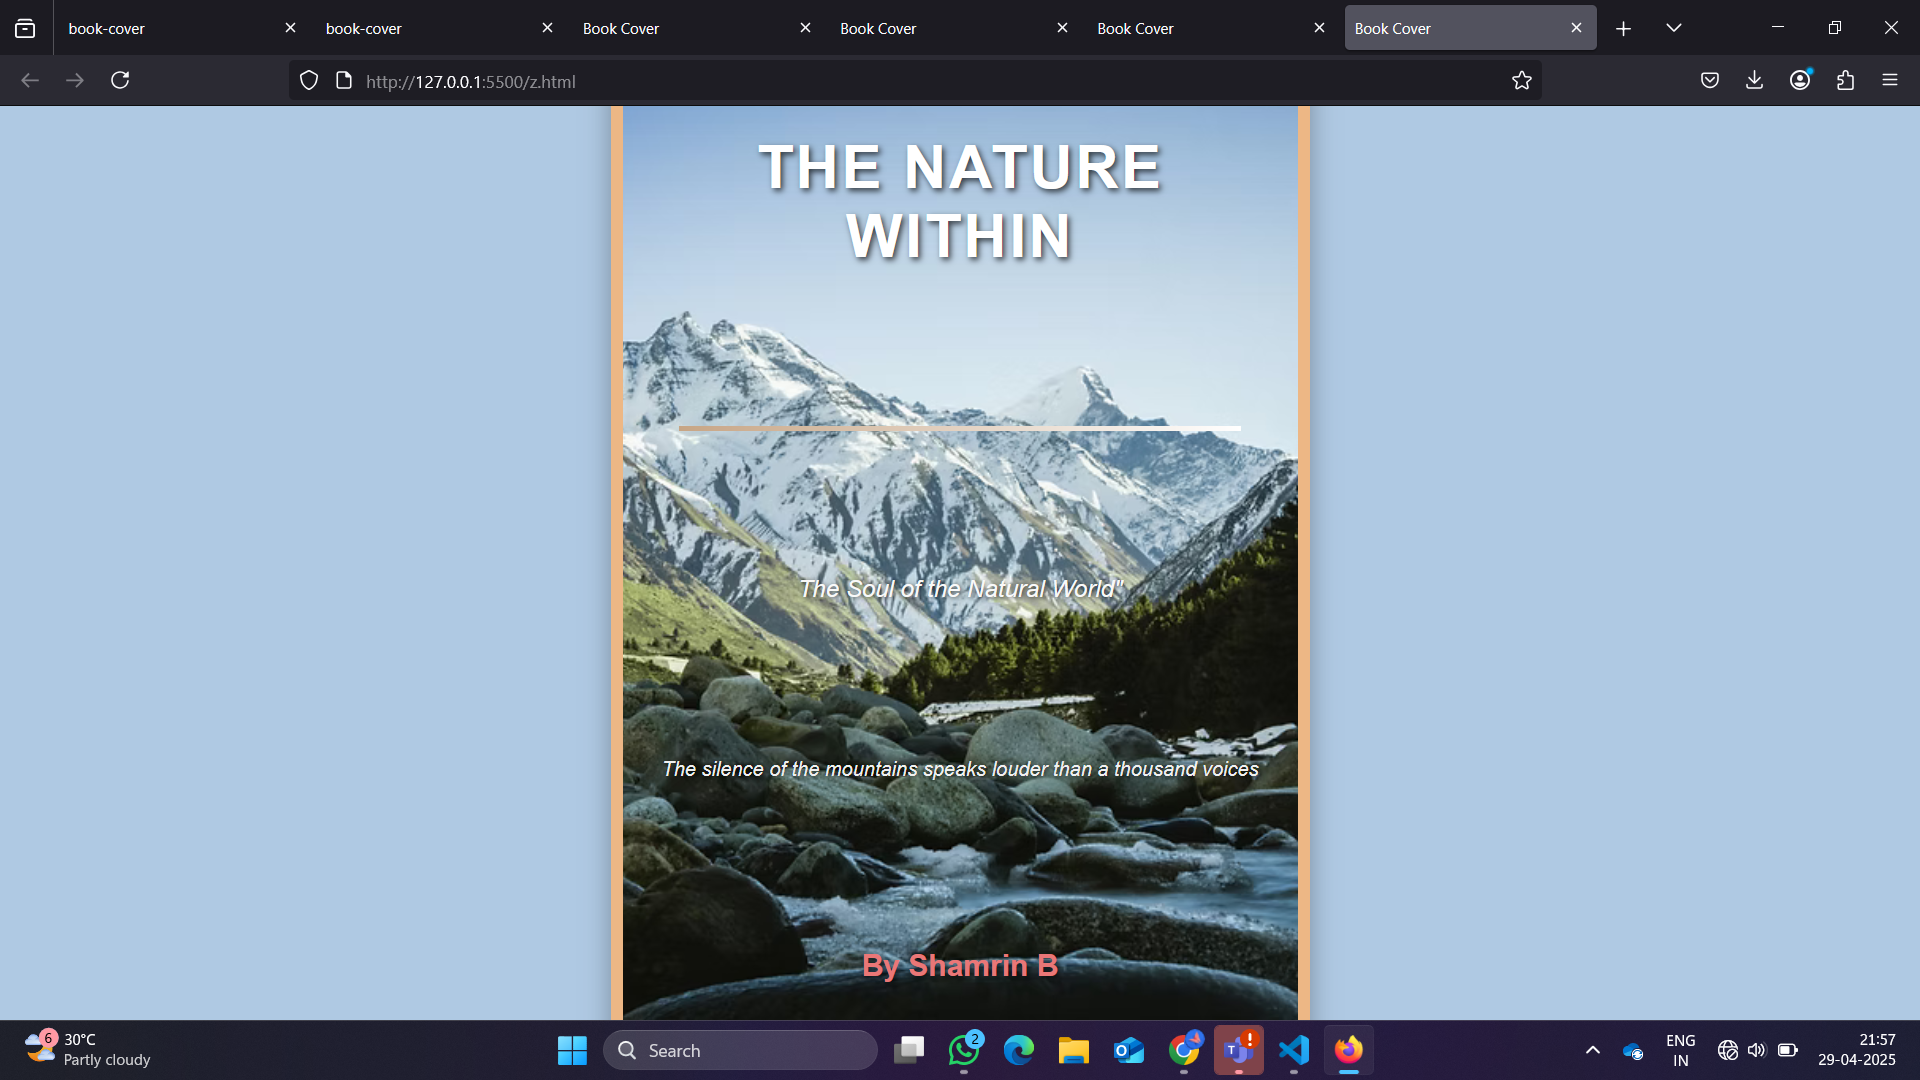 book-cover
book-cover
Book Cover
Book Cover
Book Cover
Book Cover
http://127.0.0.1:5500/z.html
THE NATURE
WITHIN
The Soul of the Natural World"
The silence of the mountains speaks louder than a thousand voices
By Shamrin B
6
30°C
Partly cloudy
Search
2
ENG
IN
21:57
29-04-2025